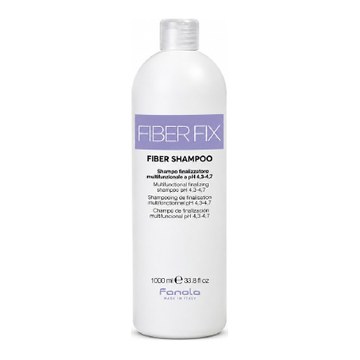 FIBER FIX
FIBER SHAMPOO
Shampo finalizzatore
multifunzionale a pH 4,3-4,7
Multifunctional finalizing
shampoo pH 4,3-4,7
Shampooing de finalisation
multifonctionnel pH 4,3-4,7
Champú de finalización
multifuncional pH 4,3-4,7
1000 ml ℮ 33.8 fl oz
Fanola
MADE IN ITALY